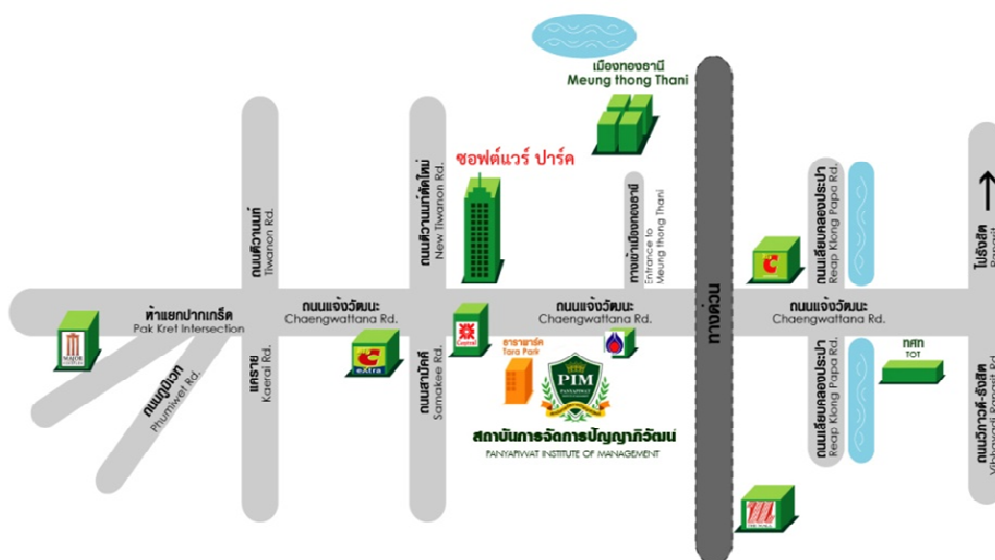 เมืองทองธานี
Meung thong Thani
ซอฟต์แวร์ ปาร์ค
ถนนติวานนท์
Tiwanon Rd.
ถนนติวานนท์ตัดใหม่
New Tiwanon Rd.
ทางเข้าเมืองทองธานี
Entrance to
Meung thong Thani
ทางด่วน
ถนนเลียบคลองประปา
Reap Klong Papa Rd.
ไปรังสิต
Rangsit
ห้าแยกปากเกร็ด
Pak Kret Intersection
ถนนแจ้งวัฒนะ
Chaengwattana Rd.
ถนนแจ้งวัฒนะ
Chaengwattana Rd.
ถนนแจ้งวัฒนะ
Chaengwattana Rd.
MAJOR
ถนนภูมิเวท
Phumiwet Rd.
แคราย
Kaerai Rd.
extra
ถนนสามัคคี
Samakee Rd.
Central
ธาราพาร์ค
Tara Park
PIM
PANYAPIWAT
สถาบันการจัดการปัญญาภิวัฒน์
PANYAPIWAT INSTITUTE OF MANAGEMENT
ถนนเลียบคลองประปา
Reap Klong Papa Rd.
ทศท
TOT
ถนนวิภาวดี-รังสิต
Vibhavadi Rangsit Rd.